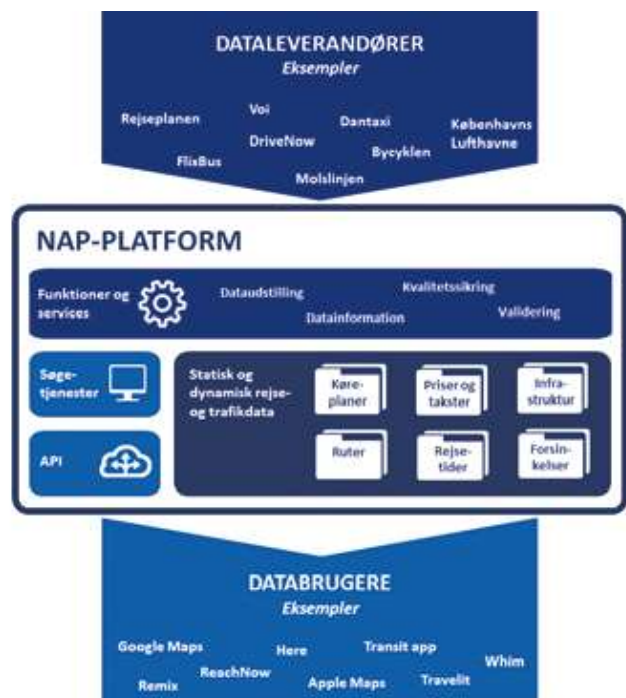 DATALEVERANDØRER
Eksempler
Rejseplanen
Voi
Dantaxi
Københavns
Lufthavne
DriveNow
Bycyklen
FlixBus
Molslinjen
NAP-PLATFORM
Funktioner og
services
Dataudstilling
Kvalitetssikring
Datainformation
Validering
Søge-
tjenester
API
Statisk og
dynamisk rejse-
og trafikdata
Køre-
planer
Priser og
takster
Infra-
struktur
Ruter
Rejse-
tider
Forsin-
kelser
DATABRUGERE
Eksempler
Google Maps
Here
Transit app
Whim
Remix
ReachNow
Apple Maps
Travelit